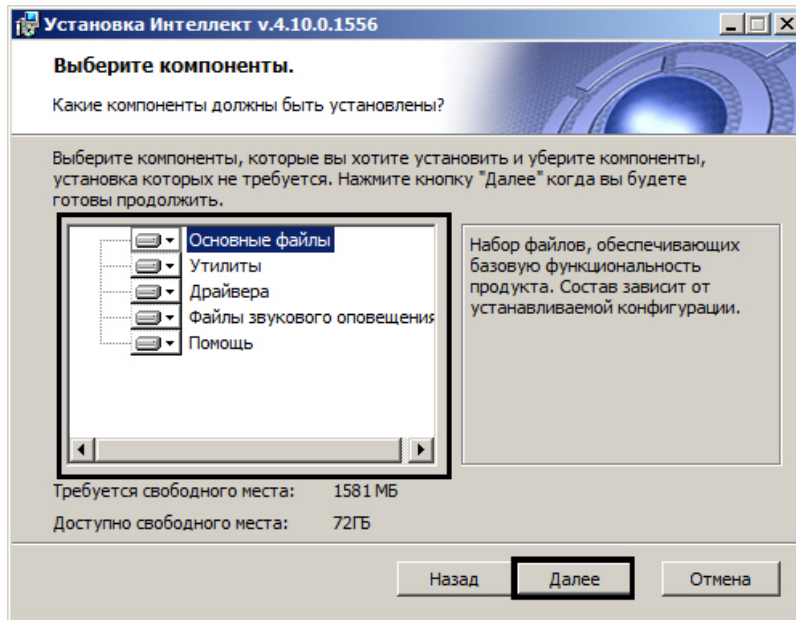 Установка Интеллект v.4.10.0.1556
Выберите компоненты.
Какие компоненты должны быть установлены?
Выберите компоненты, которые вы хотите установить и уберите компоненты,
установка которых не требуется. Нажмите кнопку "Далее" когда вы будете
готовы продолжить.
Основные файлы
Утилиты
Драйвера
Файлы звукового оповещения
Помощь
Набор файлов, обеспечивающих
базовую функциональность
продукта. Состав зависит от
устанавливаемой конфигурации.
Требуется свободного места: 1581 МБ
Доступно свободного места: 72ГБ
Назад Далее Отмена